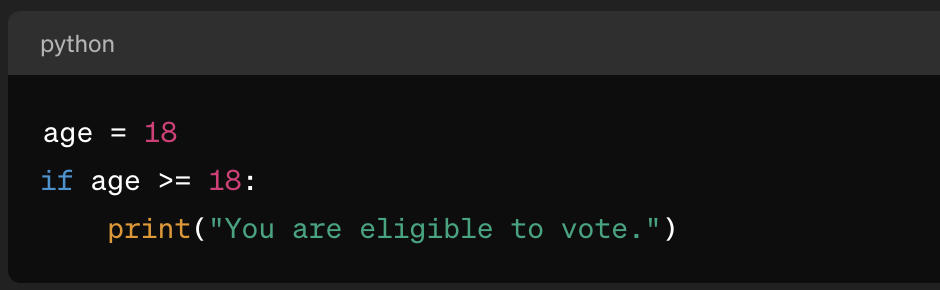 python
age = 18
if age >= 18:
    print("You are eligible to vote.")